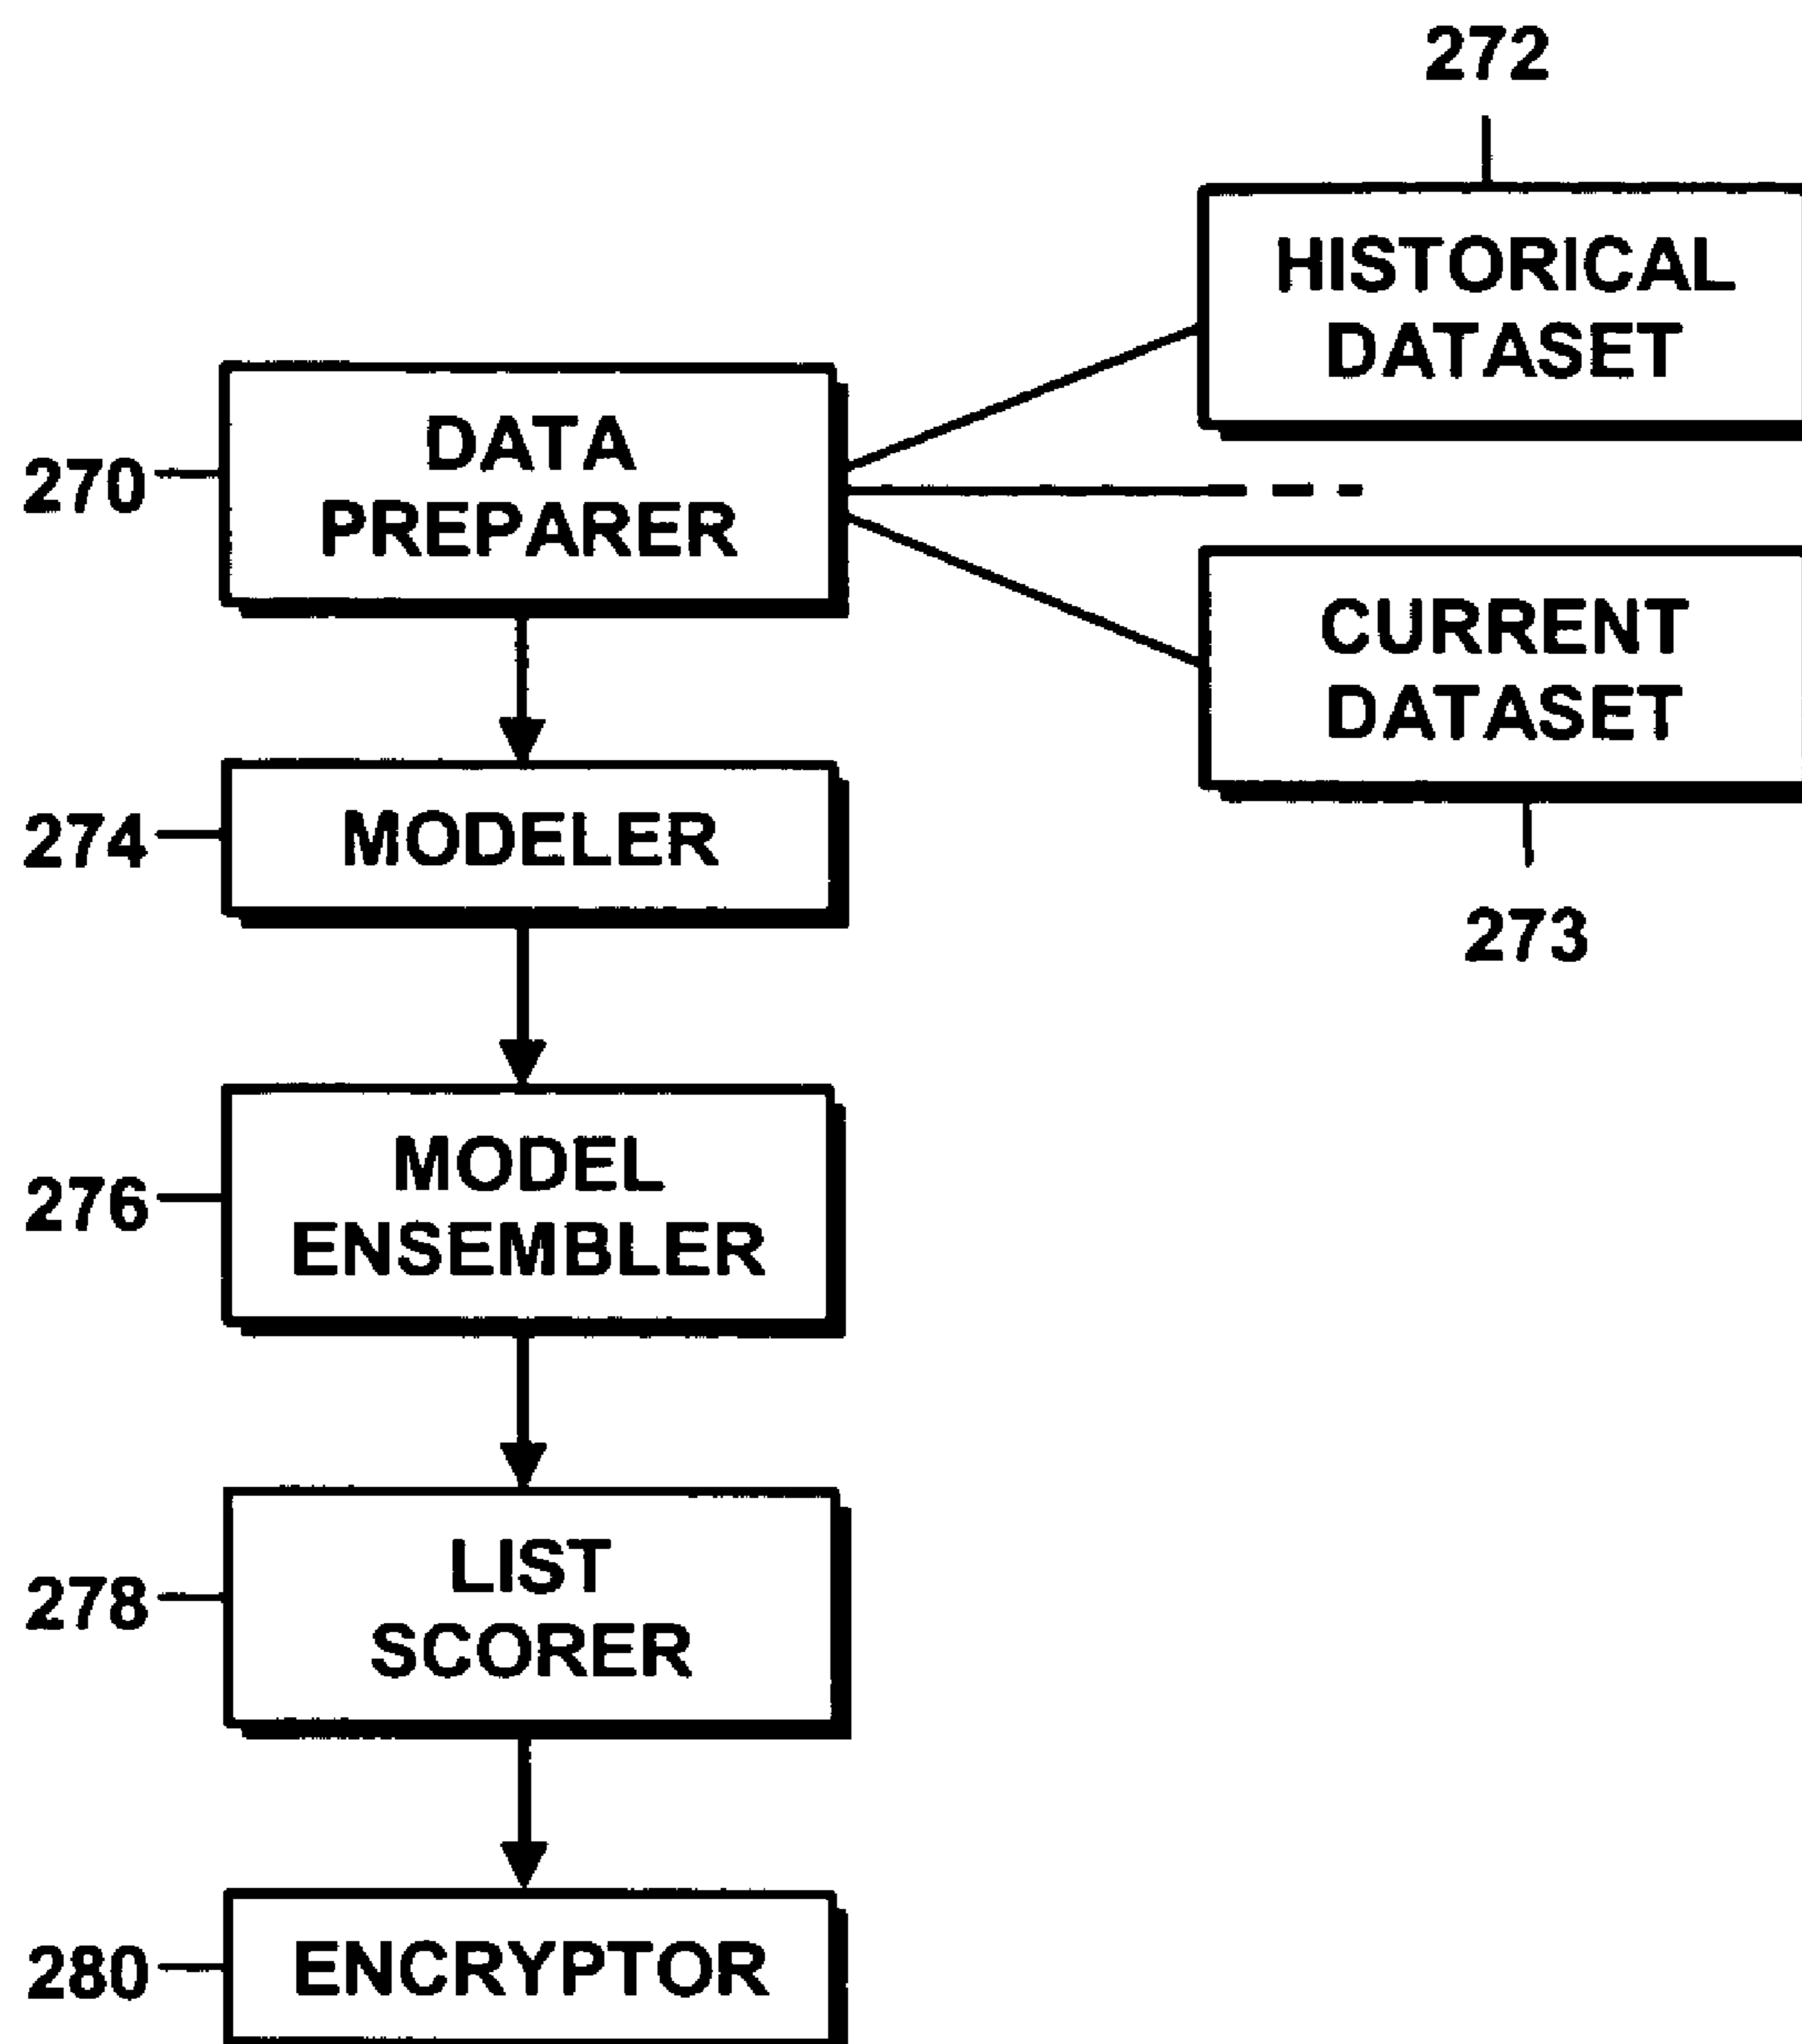 272
HISTORICAL
DATASET
270
DATA
PREPARER
CURRENT
DATASET
273
274
MODELER
276
MODEL
ENSEMBLER
278
LIST
SCORER
280
ENCRYPTOR